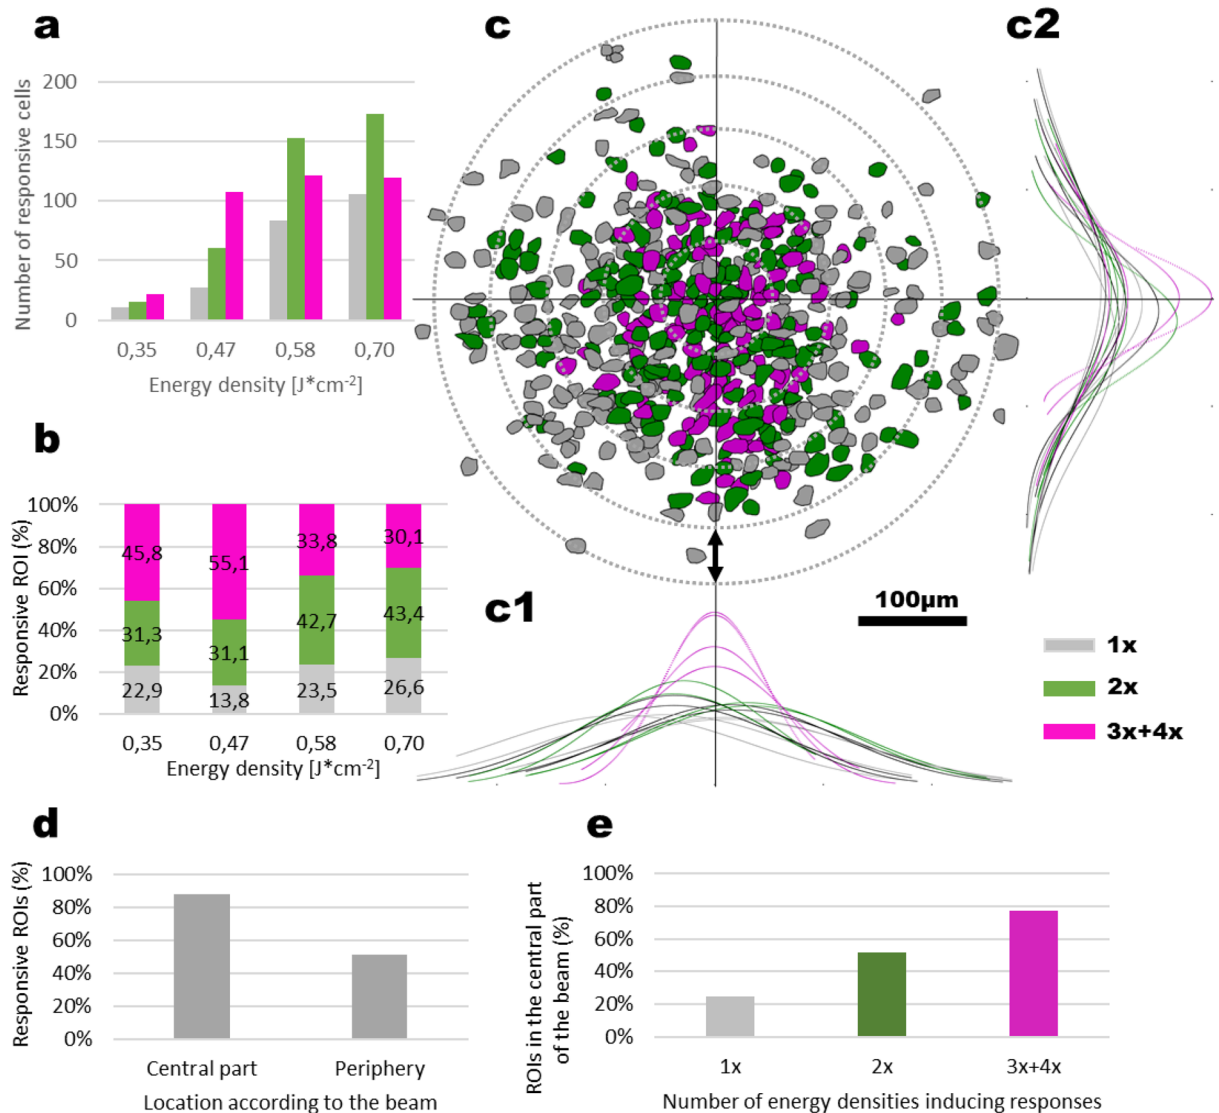 a
Number of responsive cells
200
150
100
50
0
0,35
0,47
0,58
0,70
Energy density [J*cm-2]
b
Responsive ROI (%)
100%
80%
60%
40%
20%
0%
45,8
55,1
33,8
30,1
31,3
31,1
42,7
43,4
22,9
13,8
23,5
26,6
0,35
0,47
0,58
0,70
Energy density [J*cm-2]
c
c2
c1
100µm
1x
2x
3x+4x
d
Responsive ROIs (%)
100%
80%
60%
40%
20%
0%
Central part
Periphery
Location according to the beam
e
ROIs in the central part
of the beam (%)
100%
80%
60%
40%
20%
0%
1x
2x
3x+4x
Number of energy densities inducing responses